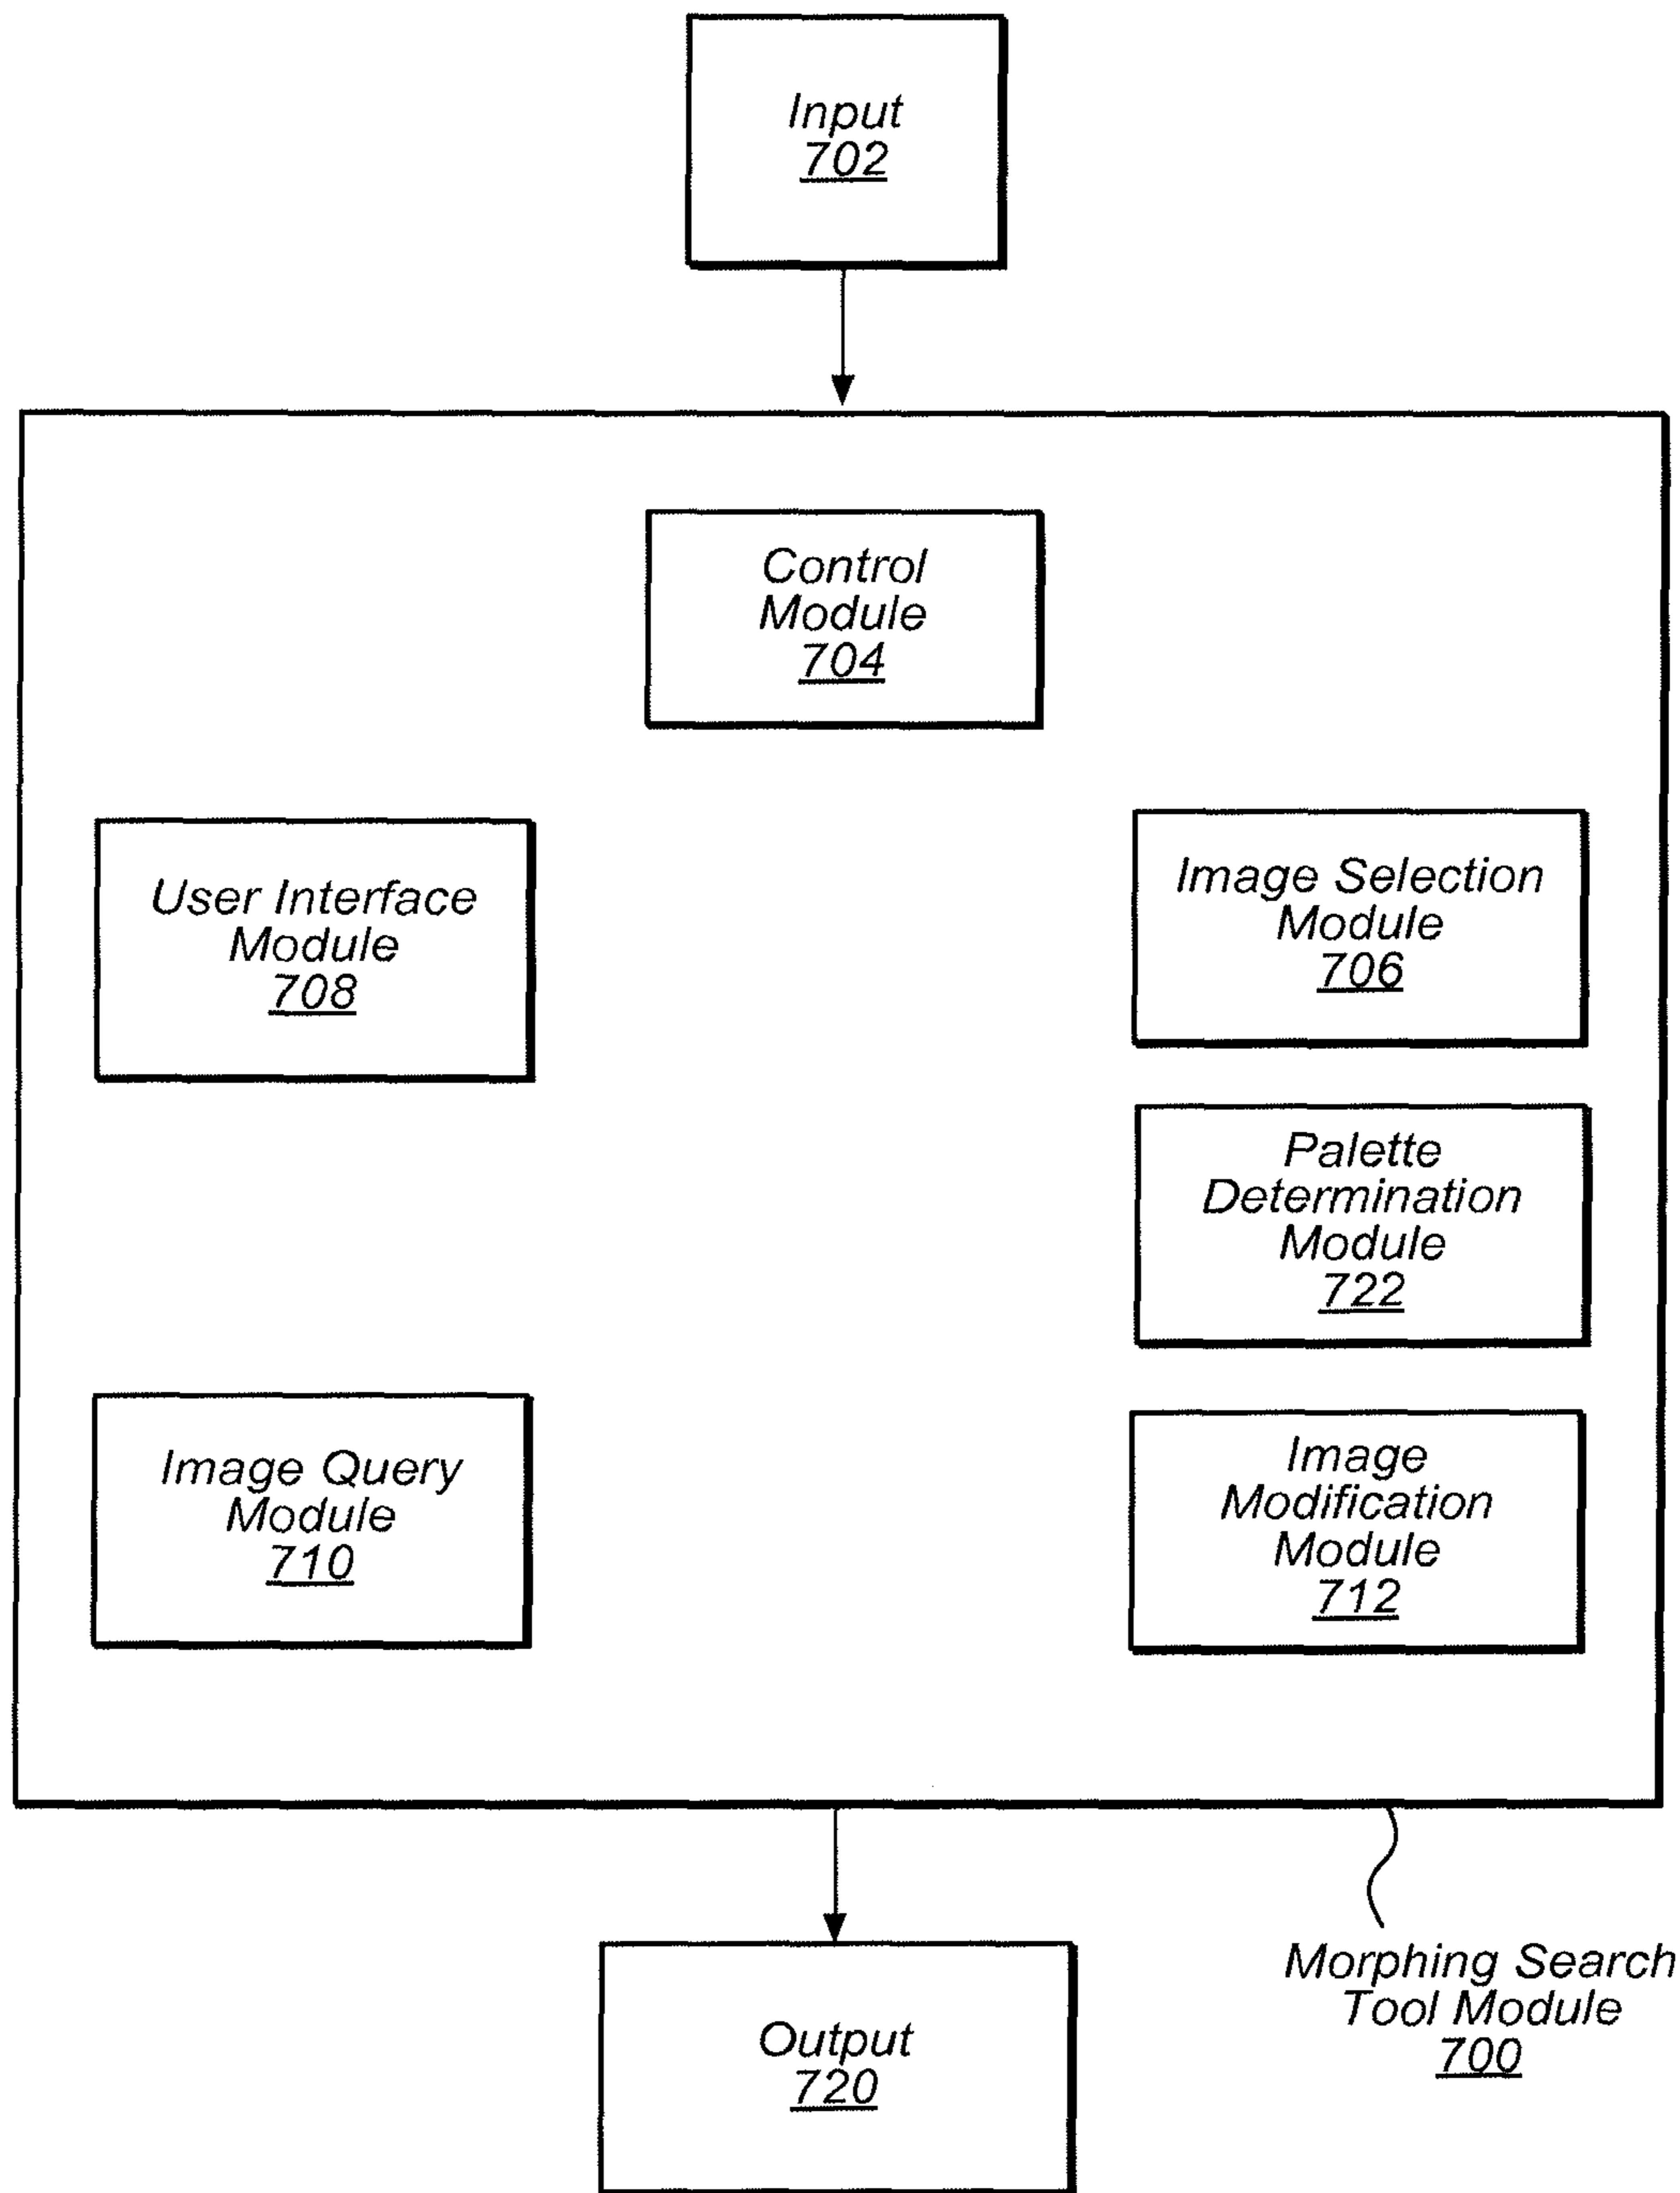 Input
702
Control
Module
704
User Interface
Module
708
Image Selection
Module
706
Palette
Determination
Module
722
Image Query
Module
710
Image
Modification
Module
712
Morphing Search
Tool Module
700
Output
720